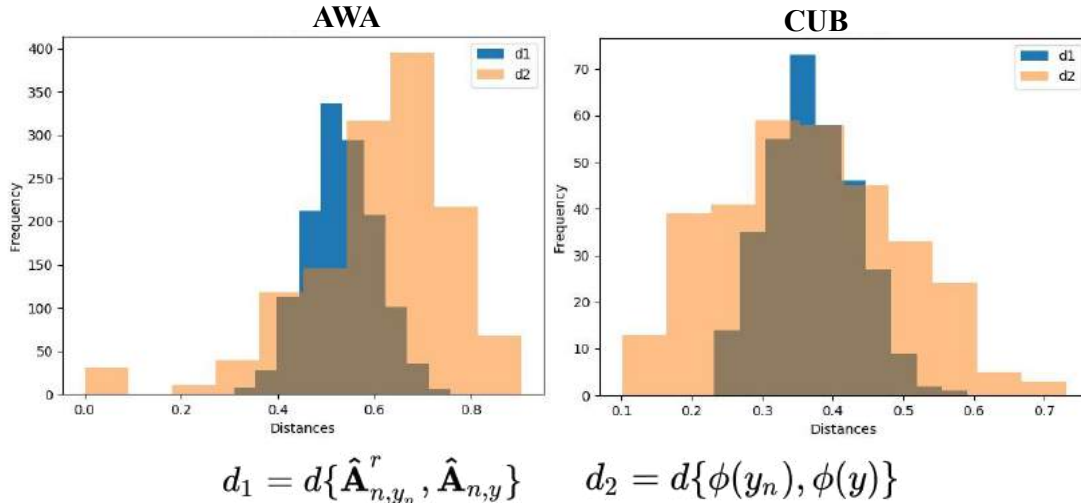 AWA
CUB
400
350
300
250
200
150
100
50
0
Frequency
d1
d2
0.0 0.2 0.4 0.6 0.8
Distances
70
60
50
40
30
20
10
0
Frequency
d1
d2
0.1 0.2 0.3 0.4 0.5 0.6 0.7
Distances
d₁ = d{Â^r_{n,yₙ}, Â_{n,y}} d₂ = d{ϕ(yₙ), ϕ(y)}